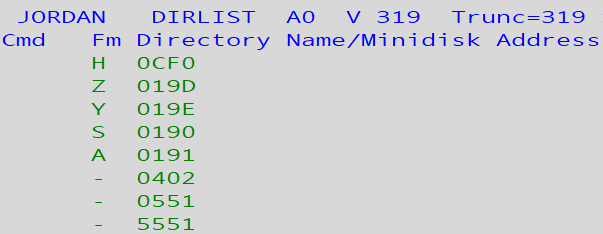 JORDAN   DIRLIST  A0  V 319  Trunc=319
Cmd   Fm Directory Name/Minidisk Address
      H  0CF0
      Z  019D
      Y  019E
      S  0190
      A  0191
      -  0402
      -  0551
      -  5551